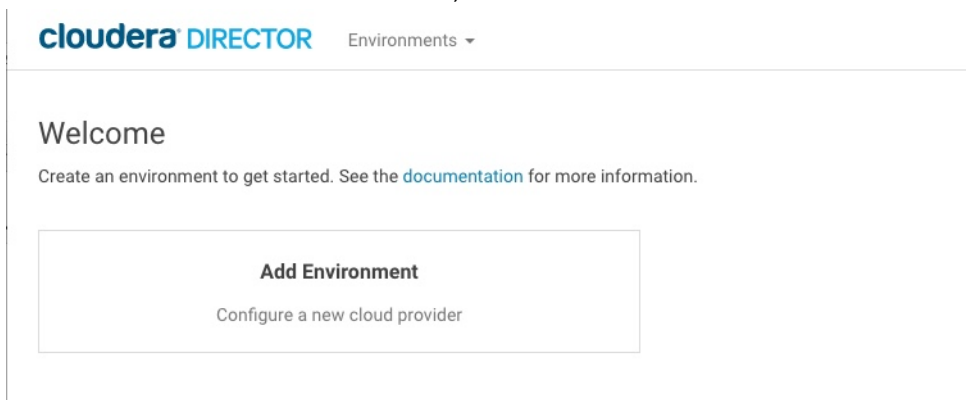 cloudera DIRECTOR Environments
Welcome
Create an environment to get started. See the documentation for more information.
Add Environment
Configure a new cloud provider